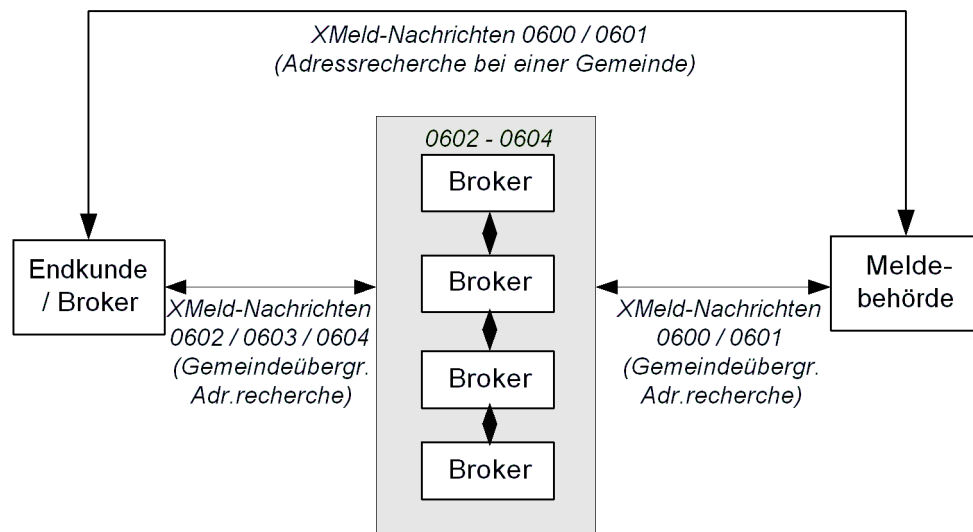 XMeld-Nachrichten 0600 / 0601
(Adressrecherche bei einer Gemeinde)
0602 - 0604
Broker
Broker
Broker
Broker
Endkunde
/ Broker
XMeld-Nachrichten
0602 / 0603 / 0604
(Gemeindeübergr.
Adr.recherche)
XMeld-Nachrichten
0600 / 0601
(Gemeindeübergr.
Adr.recherche)
Melde-
behörde